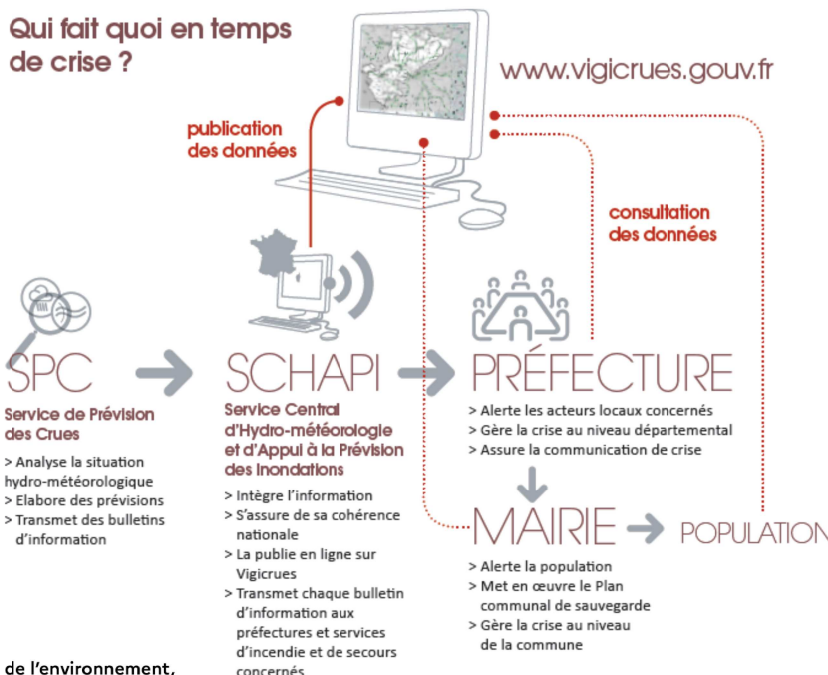 Qui fait quoi en temps
de crise ?
www.vigicrues.gouv.fr
publication
des données
consultation
des données
SPC
Service de Prévision
des Crues
> Analyse la situation
hydro-météorologique
> Elabore des prévisions
> Transmet des bulletins
d'information
SCHAPI
Service Central
d'Hydro-météorologie
et d'Appui à la Prévision
des Inondations
> Intègre l'information
> S'assure de sa cohérence
nationale
> La publie en ligne sur
Vigicrues
> Transmet chaque bulletin
d'information aux
préfectures et services
d'incendie et de secours
concernés
PRÉFECTURE
> Alerte les acteurs locaux concernés
> Gère la crise au niveau départemental
> Assure la communication de crise
MAIRIE
> Alerte la population
> Met en œuvre le Plan
communal de sauvegarde
> Gère la crise au niveau
de la commune
POPULATION
de l'environnement,